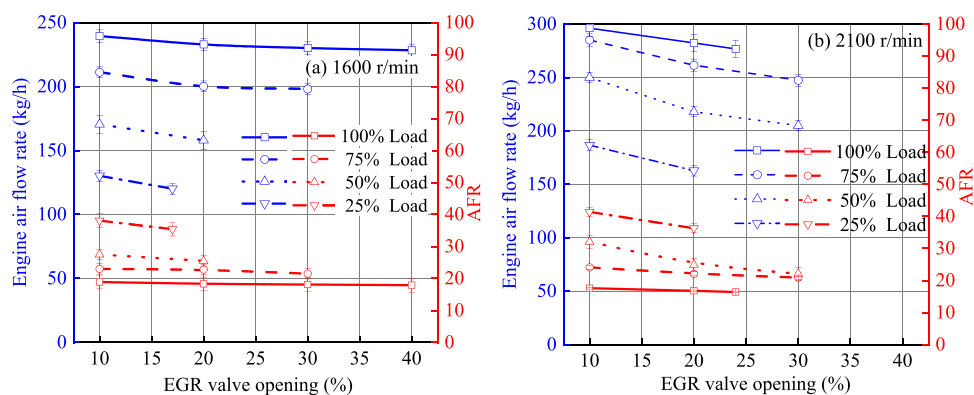 Engine air flow rate (kg/h)
250
200
150
100
50
0
(a) 1600 r/min
100% Load
75% Load
50% Load
25% Load
100
90
80
70
60
50
40
30
20
10
0
AFR
10 15 20 25 30 35 40
EGR valve opening (%)
Engine air flow rate (kg/h)
300
250
200
150
100
50
0
(b) 2100 r/min
100% Load
75% Load
50% Load
25% Load
100
90
80
70
60
50
40
30
20
10
0
AFR
10 15 20 25 30 35 40
EGR valve opening (%)